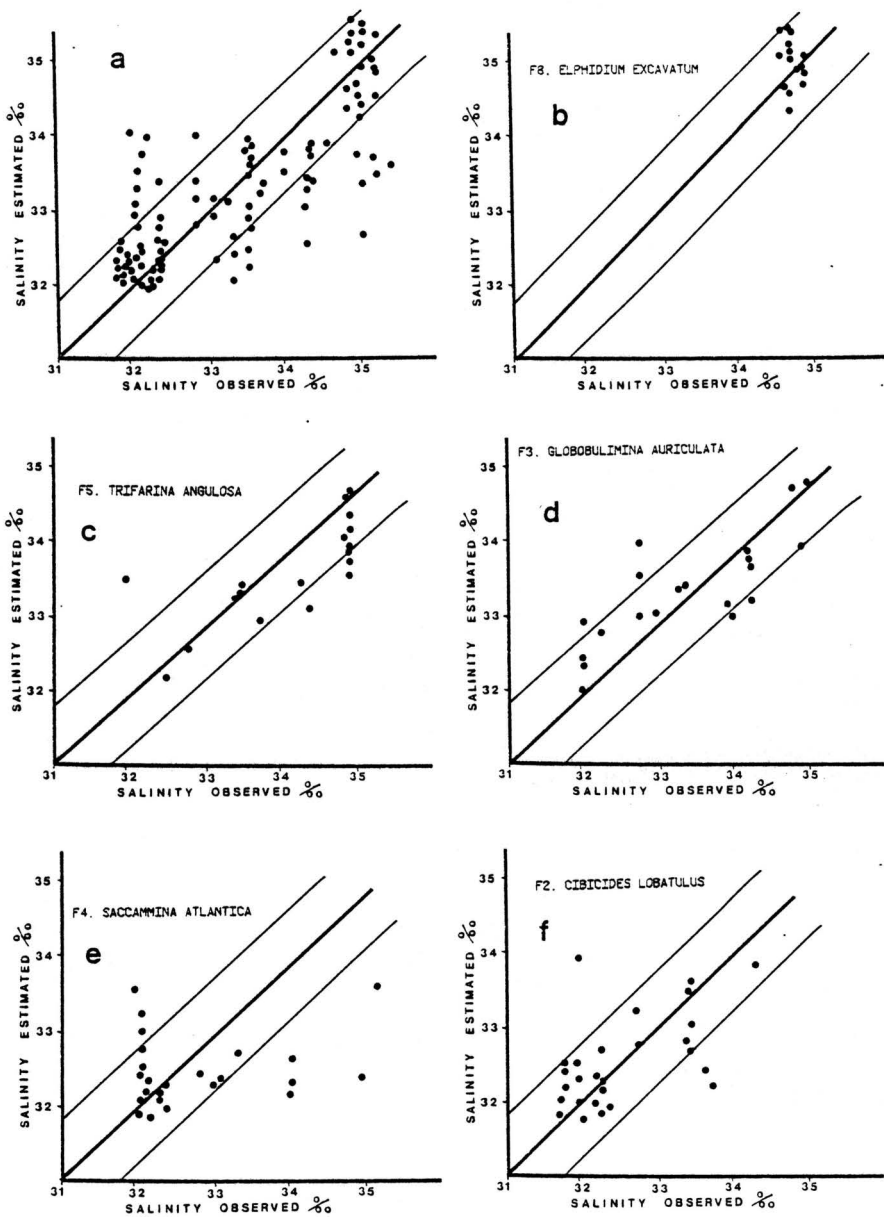 a
35
34
33
32
SALINITY ESTIMATED ‰
31 32 33 34 35
SALINITY OBSERVED ‰
F8. ELPHIDIUM EXCAVATUM
b
35
34
33
32
SALINITY ESTIMATED ‰
31 32 33 34 35
SALINITY OBSERVED ‰
F5. TRIFARINA ANGULOSA
c
35
34
33
32
SALINITY ESTIMATED ‰
31 32 33 34 35
SALINITY OBSERVED ‰
F3. GLOBOBULIMINA AURICULATA
d
35
34
33
32
SALINITY ESTIMATED ‰
31 32 33 34 35
SALINITY OBSERVED ‰
F4. SACCAMMINA ATLANTICA
e
35
34
33
32
SALINITY ESTIMATED ‰
31 32 33 34 35
SALINITY OBSERVED ‰
F2. CIBICIDES LOBATULUS
f
35
34
33
32
SALINITY ESTIMATED ‰
31 32 33 34 35
SALINITY OBSERVED ‰